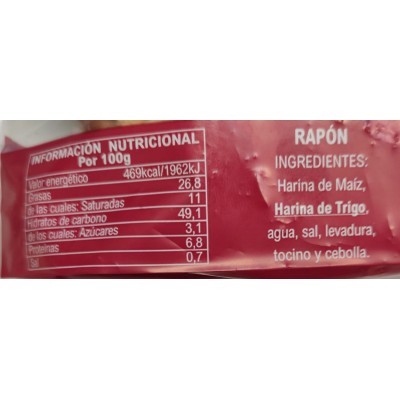 INFORMACIÓN NUTRICIONAL
Por 100g
Valor energético 469kcal/1962kJ
Grasas 26,8
de las cuales: Saturadas 11
Hidratos de carbono 49,1
de los cuales: Azúcares 3,1
Proteínas 6,8
Sal 0,7
RAPÓN
INGREDIENTES:
Harina de Maíz,
Harina de Trigo,
agua, sal, levadura,
tocino y cebolla.